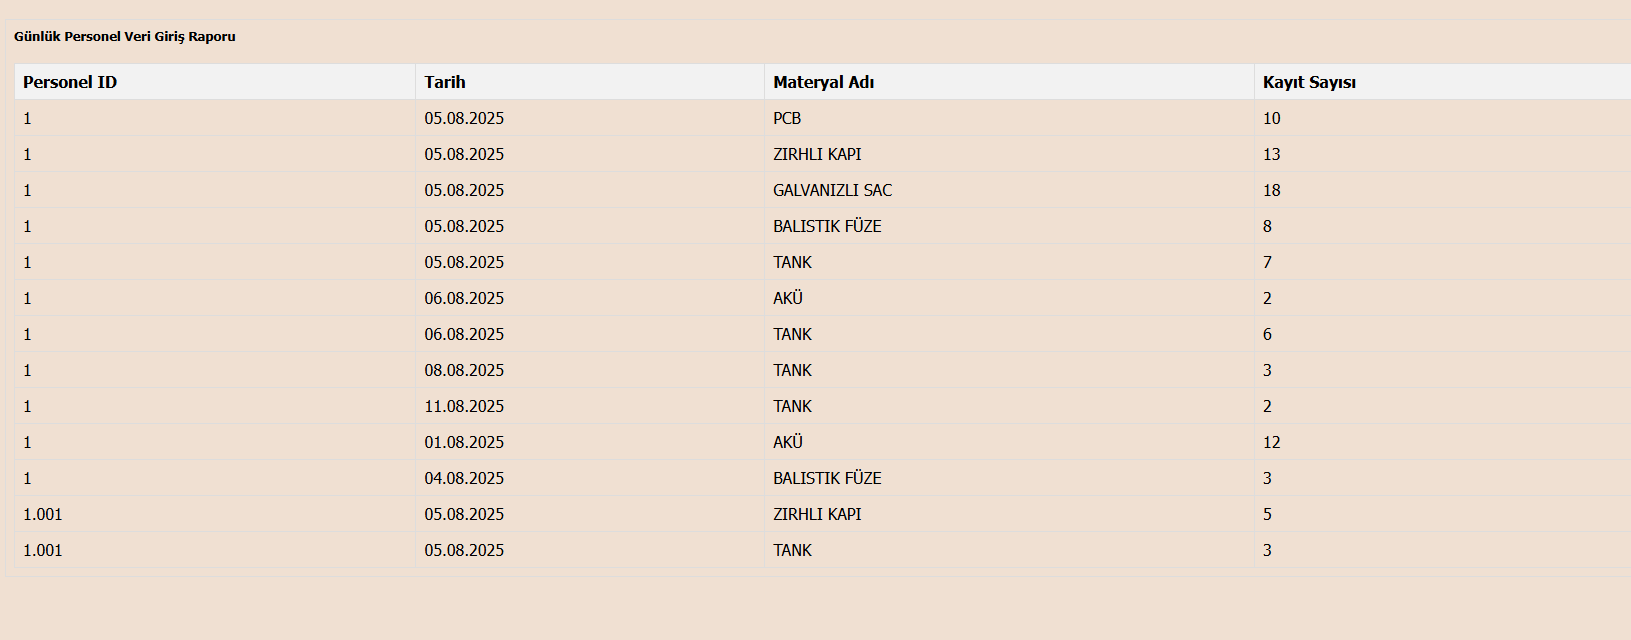 Günlük Personel Veri Giriş Raporu
Personel ID Tarih Materyal Adı Kayıt Sayısı
1 05.08.2025 PCB 10
1 05.08.2025 ZIRHLI KAPI 13
1 05.08.2025 GALVANIZLI SAC 18
1 05.08.2025 BALISTIK FÜZE 8
1 05.08.2025 TANK 7
1 06.08.2025 AKÜ 2
1 06.08.2025 TANK 6
1 08.08.2025 TANK 3
1 11.08.2025 TANK 2
1 01.08.2025 AKÜ 12
1 04.08.2025 BALISTIK FÜZE 3
1.001 05.08.2025 ZIRHLI KAPI 5
1.001 05.08.2025 TANK 3